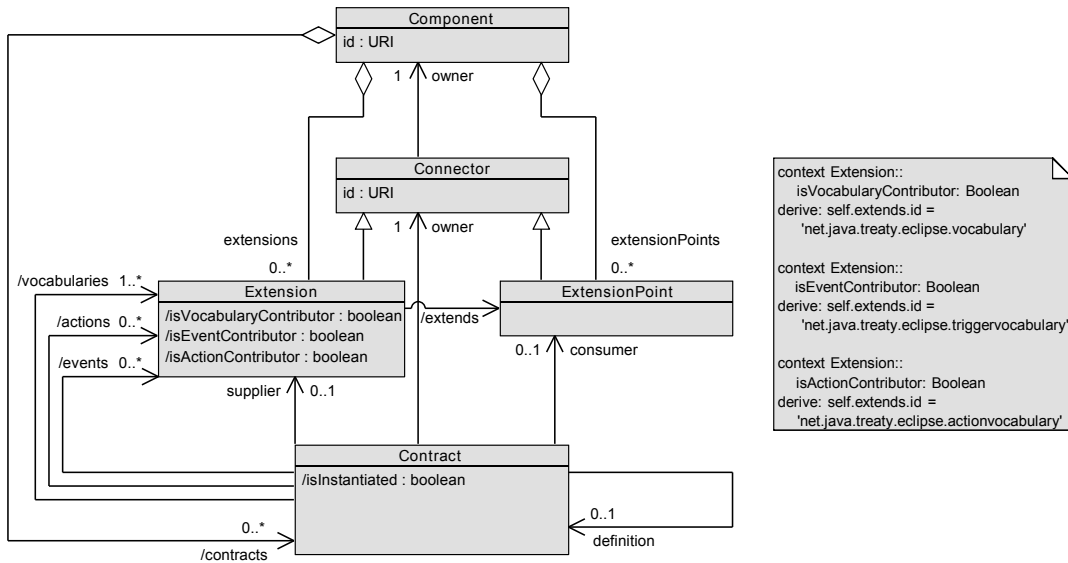 Component
id : URI
1 owner
Connector
id : URI
1 owner
extensions
0..*
extensionPoints
0..*
/vocabularies 1..*
/actions 0..*
/events 0..*
Extension
/isVocabularyContributor : boolean
/isEventContributor : boolean
/isActionContributor : boolean
/extends
ExtensionPoint
supplier 0..1
0..1 consumer
Contract
/isInstantiated : boolean
0..*
/contracts
0..1
definition
context Extension::
isVocabularyContributor: Boolean
derive: self.extends.id =
'net.java.treaty.eclipse.vocabulary'
context Extension::
isEventContributor: Boolean
derive: self.extends.id =
'net.java.treaty.eclipse.triggervocabulary'
context Extension::
isActionContributor: Boolean
derive: self.extends.id =
'net.java.treaty.eclipse.actionvocabulary'